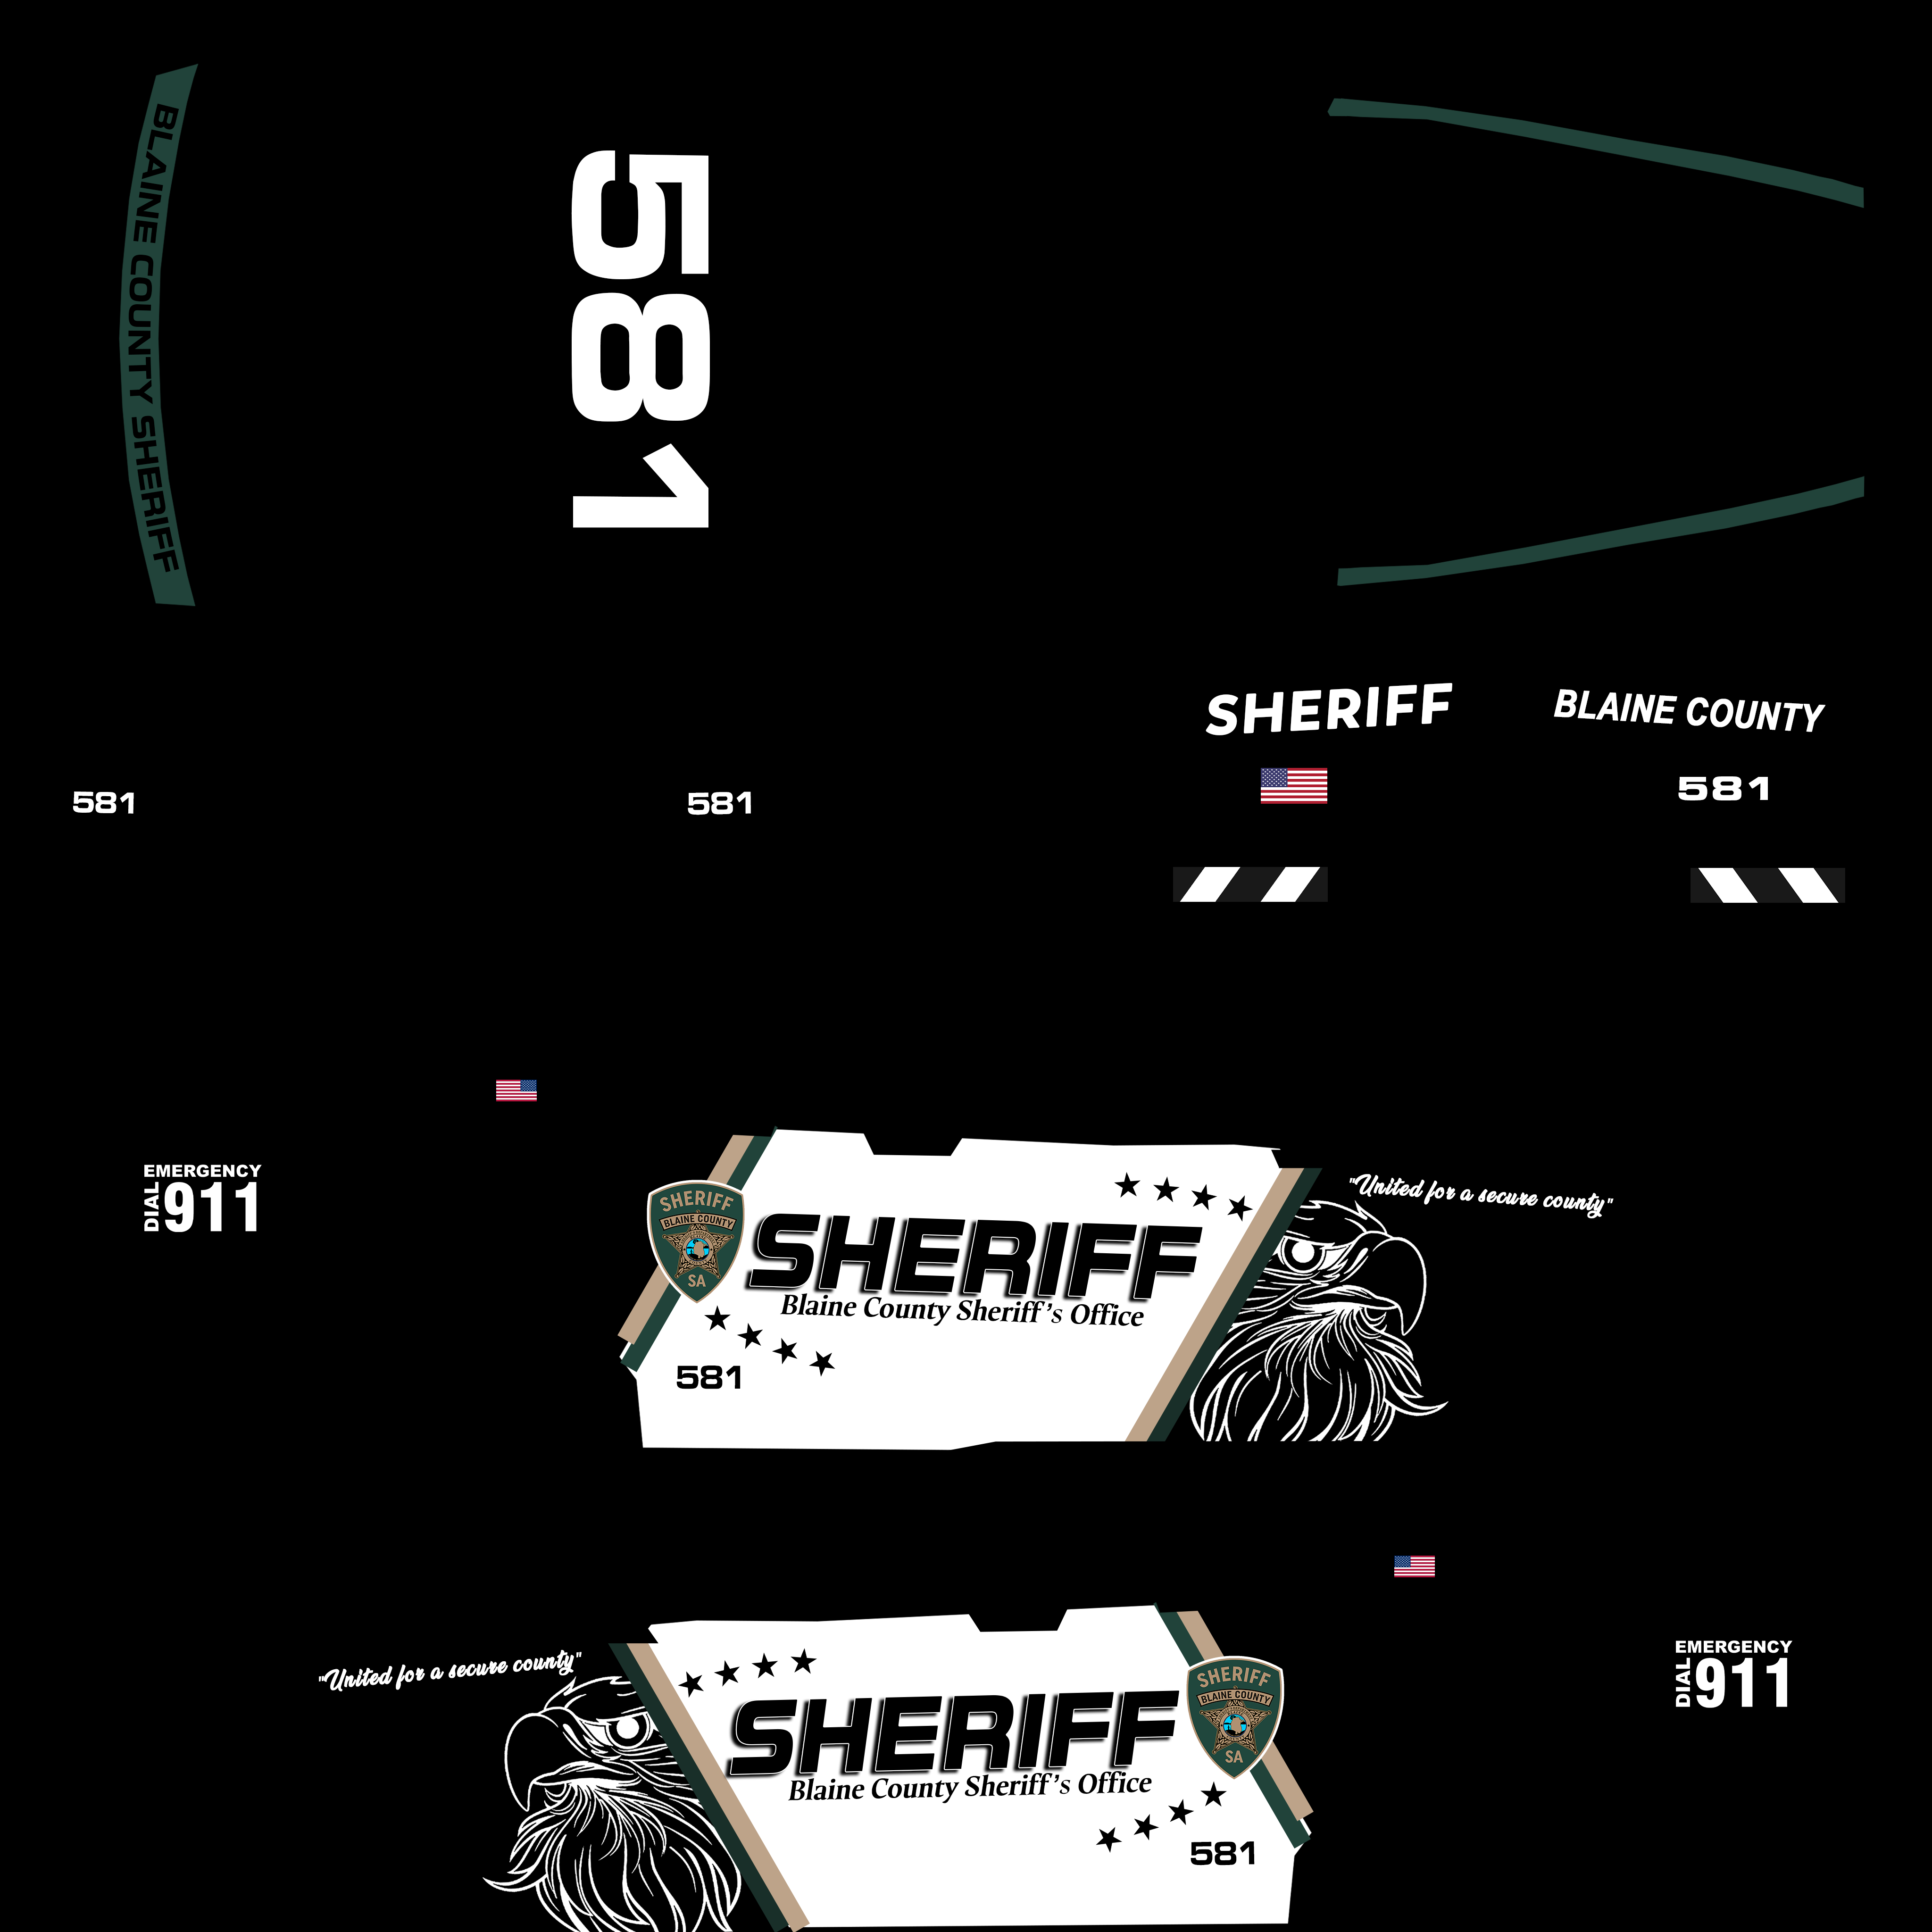 BLAINE COUNTY SHERIFF
581
SHERIFF
BLAINE COUNTY
581
581
581
EMERGENCY
DIAL 911
SHERIFF
BLAINE COUNTY
SA
SHERIFF
Blaine County Sheriff's Office
581
"United for a secure county"
"United for a secure county"
SHERIFF
Blaine County Sheriff's Office
SHERIFF
BLAINE COUNTY
SA
581
EMERGENCY
DIAL 911